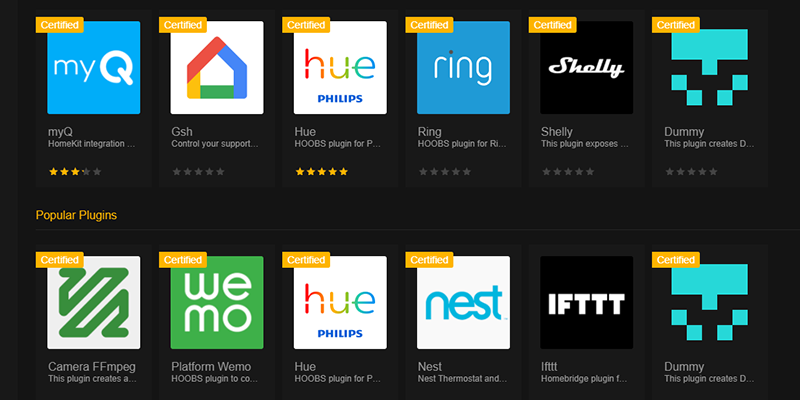 Certified Certified Certified Certified Certified Certified
myQ Google hue ring Shelly
PHILIPS
myQ Gsh Hue Ring Shelly Dummy
HomeKit integration ... Control your support... HOOBS plugin for P... HOOBS plugin for Ri... This plugin exposes ... This plugin creates D...
Popular Plugins
Certified Certified Certified Certified Certified
we
mo hue nest IFTTT
PHILIPS
Camera FFmpeg Platform Wemo Hue Nest Ifttt Dummy
This plugin creates a... HOOBS plugin to co... HOOBS plugin for P... Nest Thermostat and... Homebridge plugin f... This plugin creates D...